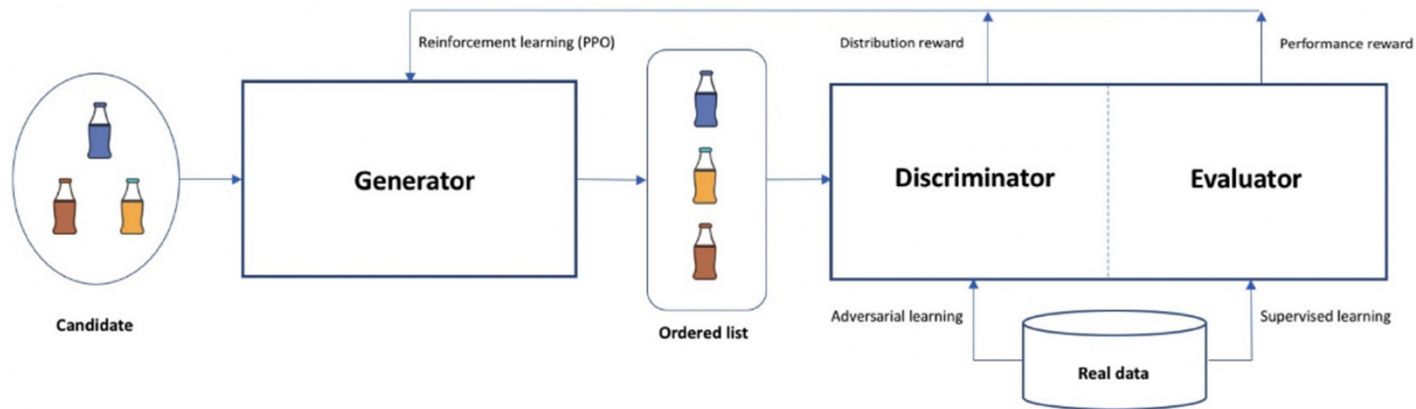 Reinforcement learning (PPO)
Distribution reward
Performance reward
Generator
Discriminator
Evaluator
Candidate
Ordered list
Adversarial learning
Supervised learning
Real data